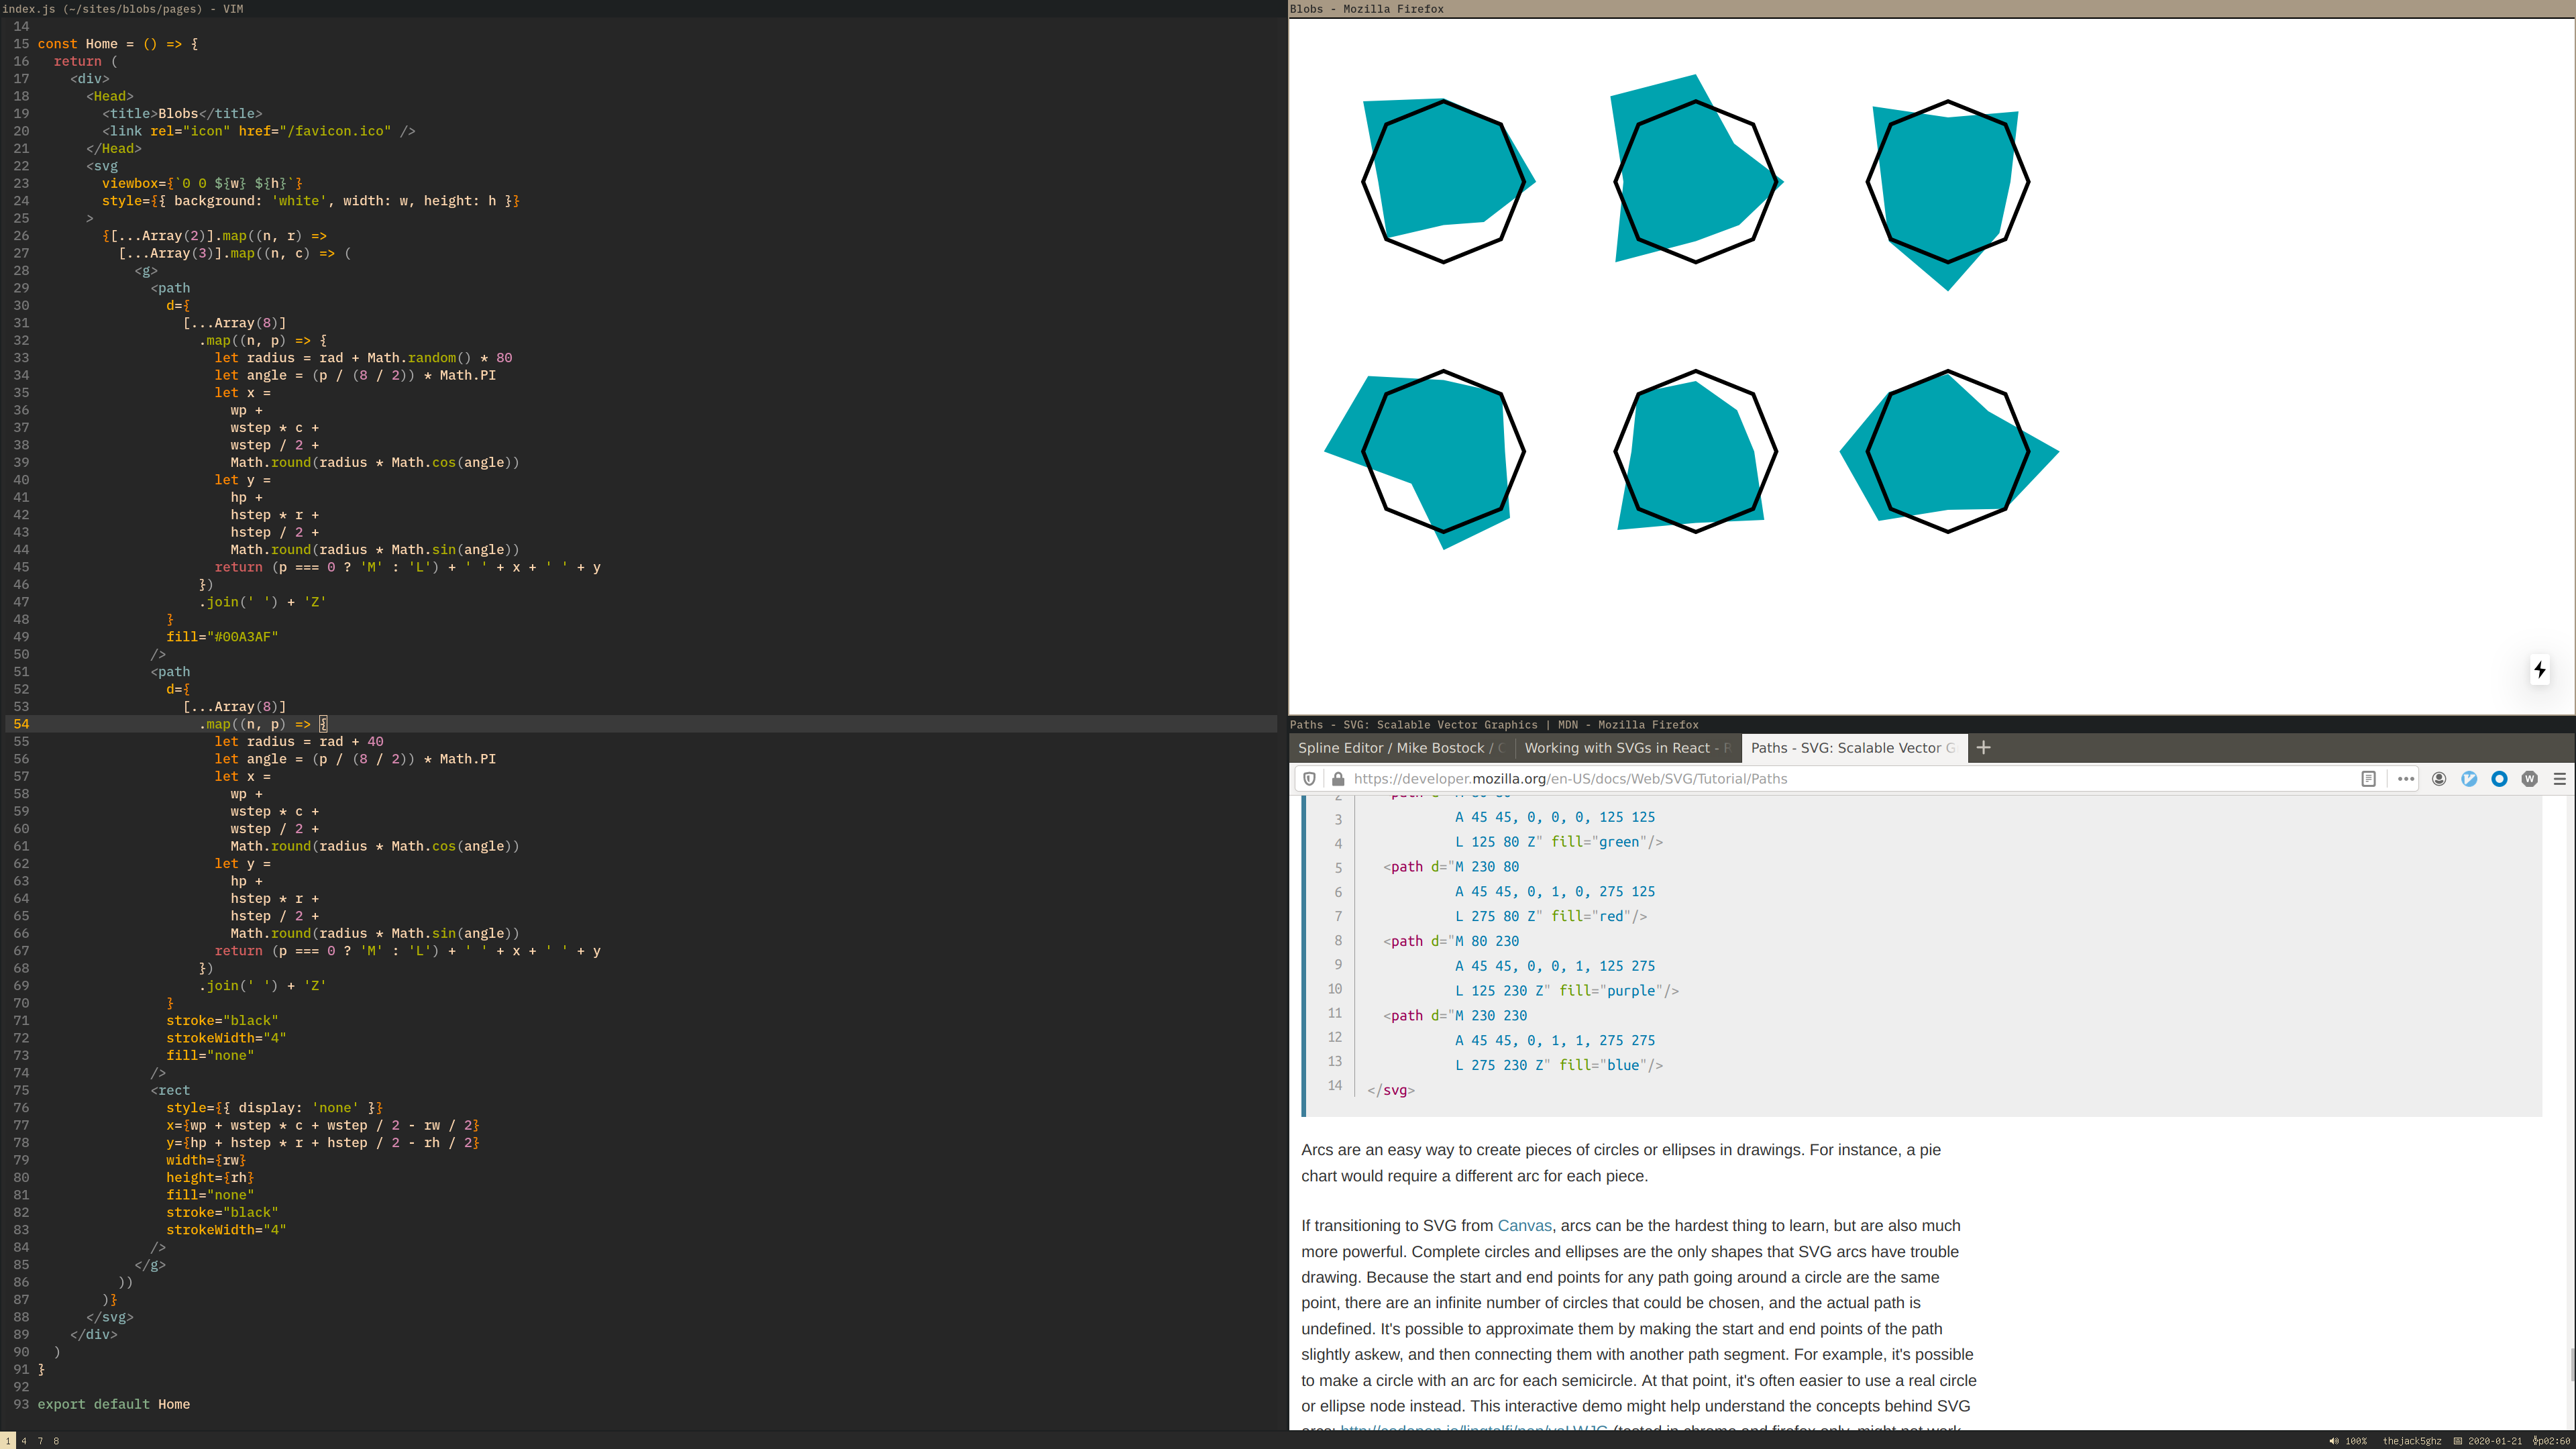 index.js (~/sites/blobs/pages) - VIM
14
15 const Home = () => {
16   return (
17     <div>
18       <Head>
19         <title>Blobs</title>
20         <link rel="icon" href="/favicon.ico" />
21       </Head>
22       <svg
23         viewbox={`0 0 ${w} ${h}`}
24         style={{ background: 'white', width: w, height: h }}
25       >
26         {[...Array(2)].map((n, r) =>
27           [...Array(3)].map((n, c) => (
28             <g>
29               <path
30                 d={
31                   [...Array(8)]
32                     .map((n, p) => {
33                       let radius = rad + Math.random() * 80
34                       let angle = (p / (8 / 2)) * Math.PI
35                       let x =
36                         wp +
37                         wstep * c +
38                         wstep / 2 +
39                         Math.round(radius * Math.cos(angle))
40                       let y =
41                         hp +
42                         hstep * r +
43                         hstep / 2 +
44                         Math.round(radius * Math.sin(angle))
45                       return (p === 0 ? 'M' : 'L') + ' ' + x + ' ' + y
46                     })
47                     .join(' ') + 'Z'
48                 }
49                 fill="#00A3AF"
50               />
51               <path
52                 d={
53                   [...Array(8)]
54                     .map((n, p) => {
55                       let radius = rad + 40
56                       let angle = (p / (8 / 2)) * Math.PI
57                       let x =
58                         wp +
59                         wstep * c +
60                         wstep / 2 +
61                         Math.round(radius * Math.cos(angle))
62                       let y =
63                         hp +
64                         hstep * r +
65                         hstep / 2 +
66                         Math.round(radius * Math.sin(angle))
67                       return (p === 0 ? 'M' : 'L') + ' ' + x + ' ' + y
68                     })
69                     .join(' ') + 'Z'
70                 }
71                 stroke="black"
72                 strokeWidth="4"
73                 fill="none"
74               />
75               <rect
76                 style={{ display: 'none' }}
77                 x={wp + wstep * c + wstep / 2 - rw / 2}
78                 y={hp + hstep * r + hstep / 2 - rh / 2}
79                 width={rw}
80                 height={rh}
81                 fill="none"
82                 stroke="black"
83                 strokeWidth="4"
84               />
85             </g>
86           ))
87         )}
88       </svg>
89     </div>
90   )
91 }
92
93 export default Home
Blobs - Mozilla Firefox
Paths - SVG: Scalable Vector Graphics | MDN - Mozilla Firefox
Spline Editor / Mike Bostock / Working with SVGs in React - Paths - SVG: Scalable Vector G
https://developer.mozilla.org/en-US/docs/Web/SVG/Tutorial/Paths
3 A 45 45, 0, 0, 0, 125 125
4 L 125 80 Z" fill="green"/>
5 <path d="M 230 80
6 A 45 45, 0, 1, 0, 275 125
7 L 275 80 Z" fill="red"/>
8 <path d="M 80 230
9 A 45 45, 0, 0, 1, 125 275
10 L 125 230 Z" fill="purple"/>
11 <path d="M 230 230
12 A 45 45, 0, 1, 1, 275 275
13 L 275 230 Z" fill="blue"/>
14 </svg>
Arcs are an easy way to create pieces of circles or ellipses in drawings. For instance, a pie
chart would require a different arc for each piece.
If transitioning to SVG from Canvas, arcs can be the hardest thing to learn, but are also much
more powerful. Complete circles and ellipses are the only shapes that SVG arcs have trouble
drawing. Because the start and end points for any path going around a circle are the same
point, there are an infinite number of circles that could be chosen, and the actual path is
undefined. It's possible to approximate them by making the start and end points of the path
slightly askew, and then connecting them with another path segment. For example, it's possible
to make a circle with an arc for each semicircle. At that point, it's often easier to use a real circle
or ellipse node instead. This interactive demo might help understand the concepts behind SVG
1 4 7 8
100% thejack5ghz 2020-01-21 p02:60